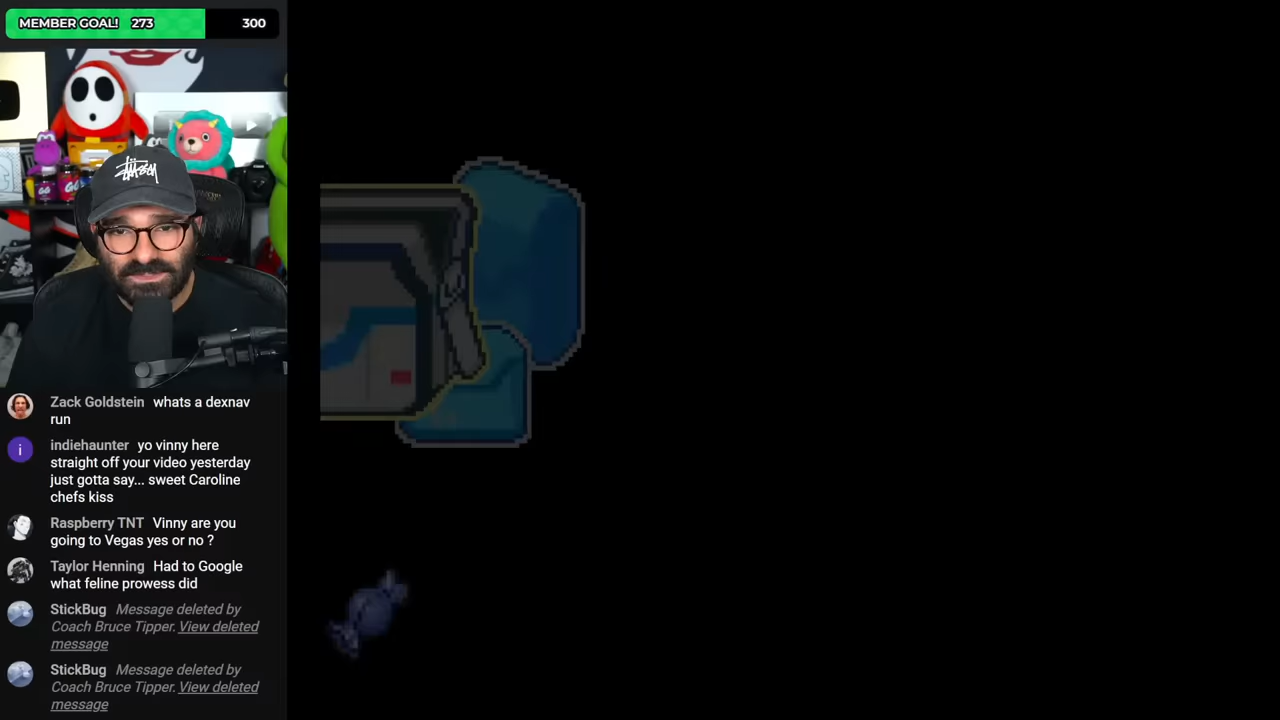 MEMBER GOAL! 273 300
STÜSSY
Zack Goldstein whats a dexnav
run
indiehaunter yo vinny here
straight off your video yesterday
just gotta say... sweet Caroline
chefs kiss
Raspberry TNT Vinny are you
going to Vegas yes or no ?
Taylor Henning Had to Google
what feline prowess did
StickBug Message deleted by
Coach Bruce Tipper. View deleted
message
StickBug Message deleted by
Coach Bruce Tipper. View deleted
message